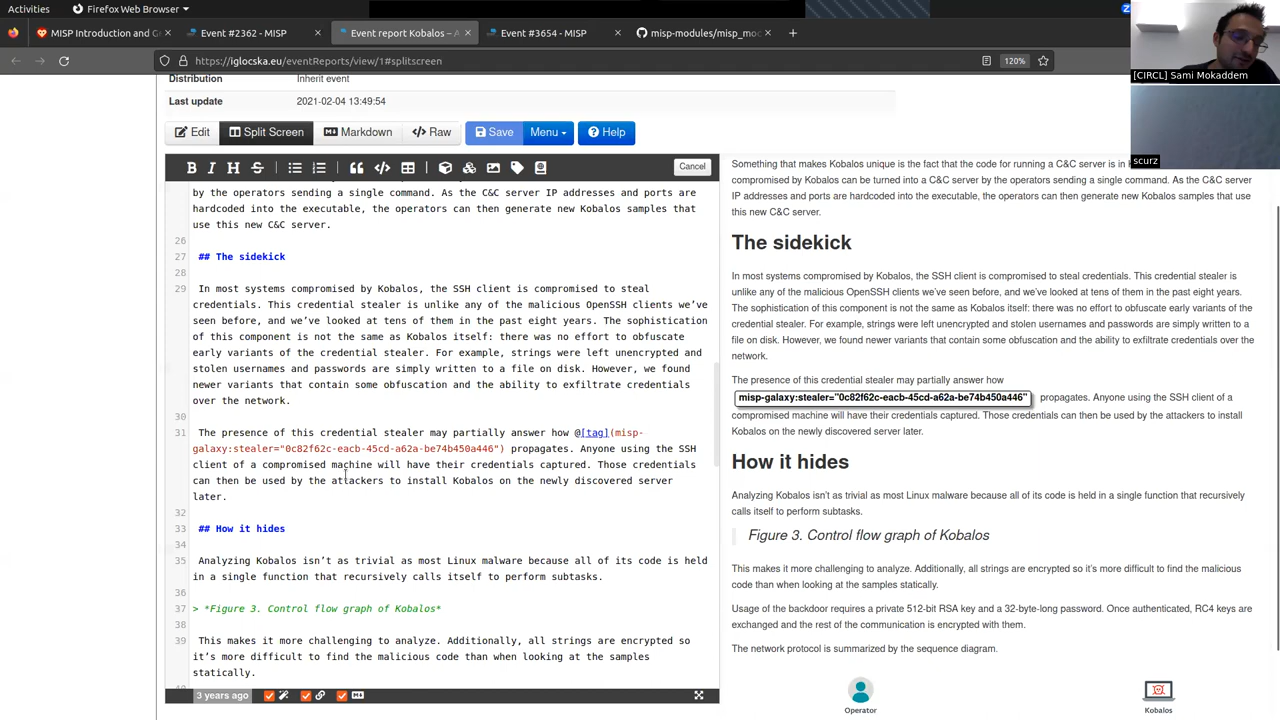 Activities
Firefox Web Browser
MISP Introduction and G
Event #2362 - MISP
Event report Kobalos – A
Event #3654 - MISP
misp-modules/misp_mo
https://iglocska.eu/eventReports/view/1#splitscreen
120%
[CIRCL] Sami Mokaddem
scurz
Distribution
Inherit event
Last update
2021-02-04 13:49:54
Edit
Split Screen
Markdown
Raw
Save
Menu
Help
Cancel
by the operators sending a single command. As the C&C server IP addresses and ports are
hardcoded into the executable, the operators can then generate new Kobalos samples that
use this new C&C server.
26
27 ## The sidekick
28
29 In most systems compromised by Kobalos, the SSH client is compromised to steal
credentials. This credential stealer is unlike any of the malicious OpenSSH clients we’ve
seen before, and we’ve looked at tens of them in the past eight years. The sophistication
of this component is not the same as Kobalos itself: there was no effort to obfuscate
early variants of the credential stealer. For example, strings were left unencrypted and
stolen usernames and passwords are simply written to a file on disk. However, we found
newer variants that contain some obfuscation and the ability to exfiltrate credentials
over the network.
30
31 The presence of this credential stealer may partially answer how @[tag](misp-
galaxy:stealer="0c82f62c-eacb-45cd-a62a-be74b450a446") propagates. Anyone using the SSH
client of a compromised machine will have their credentials captured. Those credentials
can then be used by the attackers to install Kobalos on the newly discovered server
later.
32
33 ## How it hides
34
35 Analyzing Kobalos isn’t as trivial as most Linux malware because all of its code is held
in a single function that recursively calls itself to perform subtasks.
36
37 > *Figure 3. Control flow graph of Kobalos*
38
39 This makes it more challenging to analyze. Additionally, all strings are encrypted so
it’s more difficult to find the malicious code than when looking at the samples
statically.
3 years ago
Something that makes Kobalos unique is the fact that the code for running a C&C server is in
compromised by Kobalos can be turned into a C&C server by the operators sending a single command. As the C&C server
IP addresses and ports are hardcoded into the executable, the operators can then generate new Kobalos samples that use
this new C&C server.
The sidekick
In most systems compromised by Kobalos, the SSH client is compromised to steal credentials. This credential stealer is
unlike any of the malicious OpenSSH clients we’ve seen before, and we’ve looked at tens of them in the past eight years.
The sophistication of this component is not the same as Kobalos itself: there was no effort to obfuscate early variants of the
credential stealer. For example, strings were left unencrypted and stolen usernames and passwords are simply written to a
file on disk. However, we found newer variants that contain some obfuscation and the ability to exfiltrate credentials over the
network.
The presence of this credential stealer may partially answer how
misp-galaxy:stealer="0c82f62c-eacb-45cd-a62a-be74b450a446" propagates. Anyone using the SSH client of a
compromised machine will have their credentials captured. Those credentials can then be used by the attackers to install
Kobalos on the newly discovered server later.
How it hides
Analyzing Kobalos isn’t as trivial as most Linux malware because all of its code is held in a single function that recursively
calls itself to perform subtasks.
Figure 3. Control flow graph of Kobalos
This makes it more challenging to analyze. Additionally, all strings are encrypted so it’s more difficult to find the malicious
code than when looking at the samples statically.
Usage of the backdoor requires a private 512-bit RSA key and a 32-byte-long password. Once authenticated, RC4 keys are
exchanged and the rest of the communication is encrypted with them.
The network protocol is summarized by the sequence diagram.
Operator
Kobalos